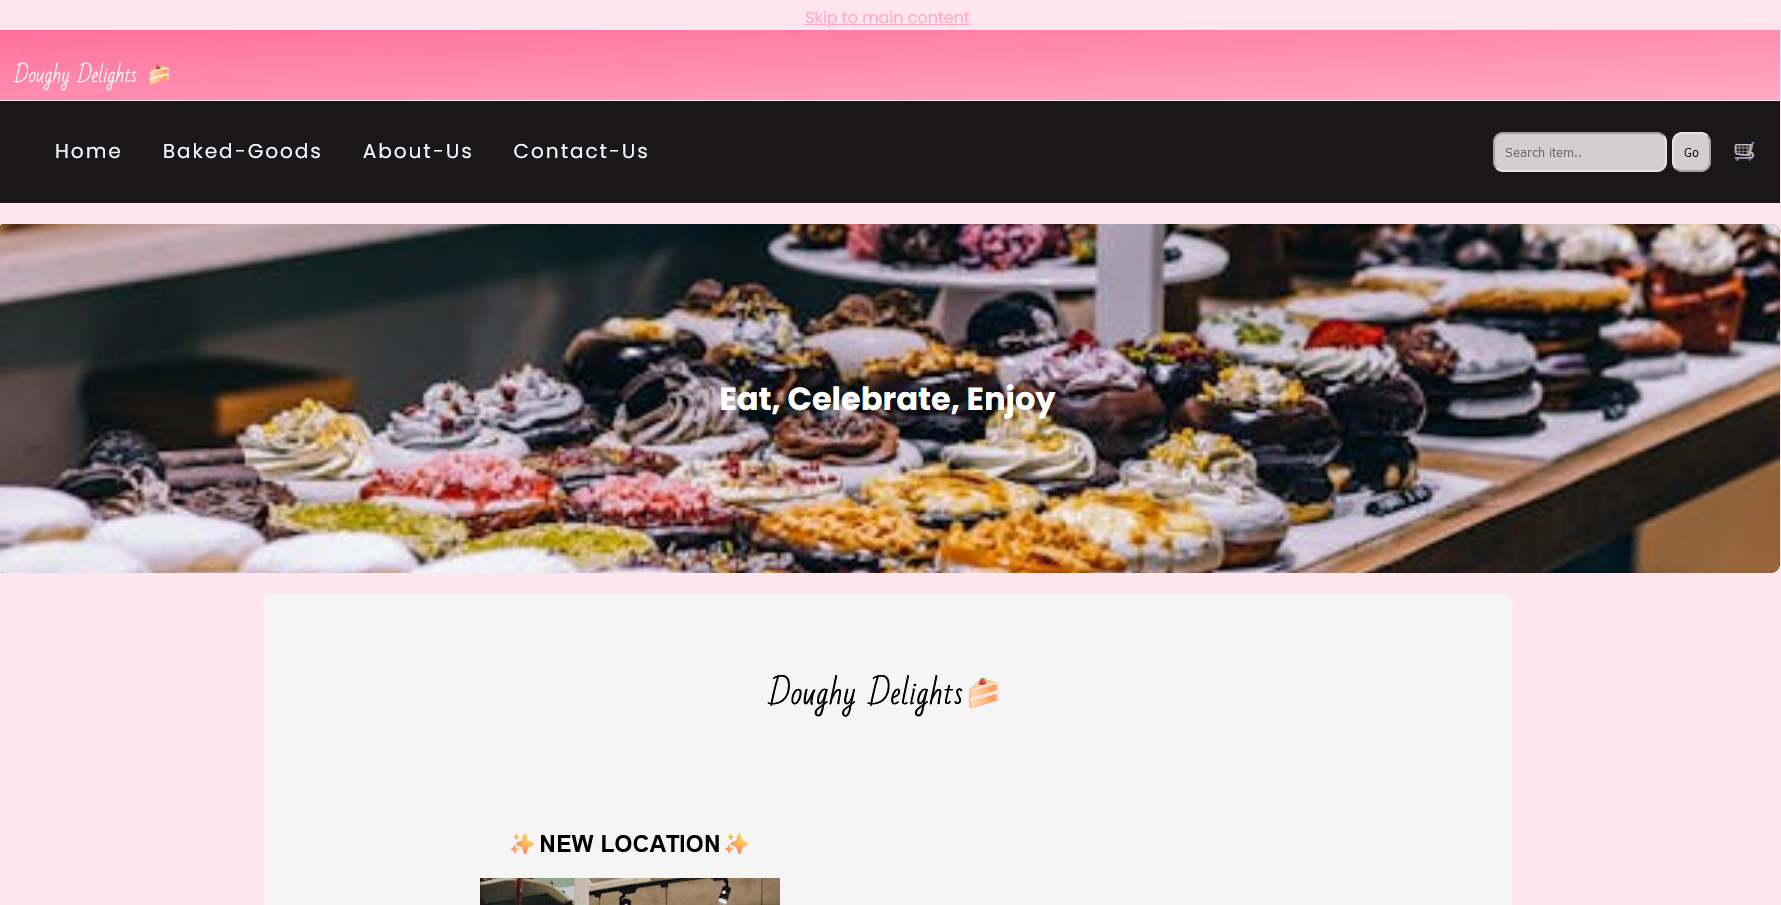 Skip to main content
Doughy Delights 🍰
Home Baked-Goods About-Us Contact-Us Search item.. Go 🛒
Eat, Celebrate, Enjoy
Doughy Delights🍰
✨NEW LOCATION✨